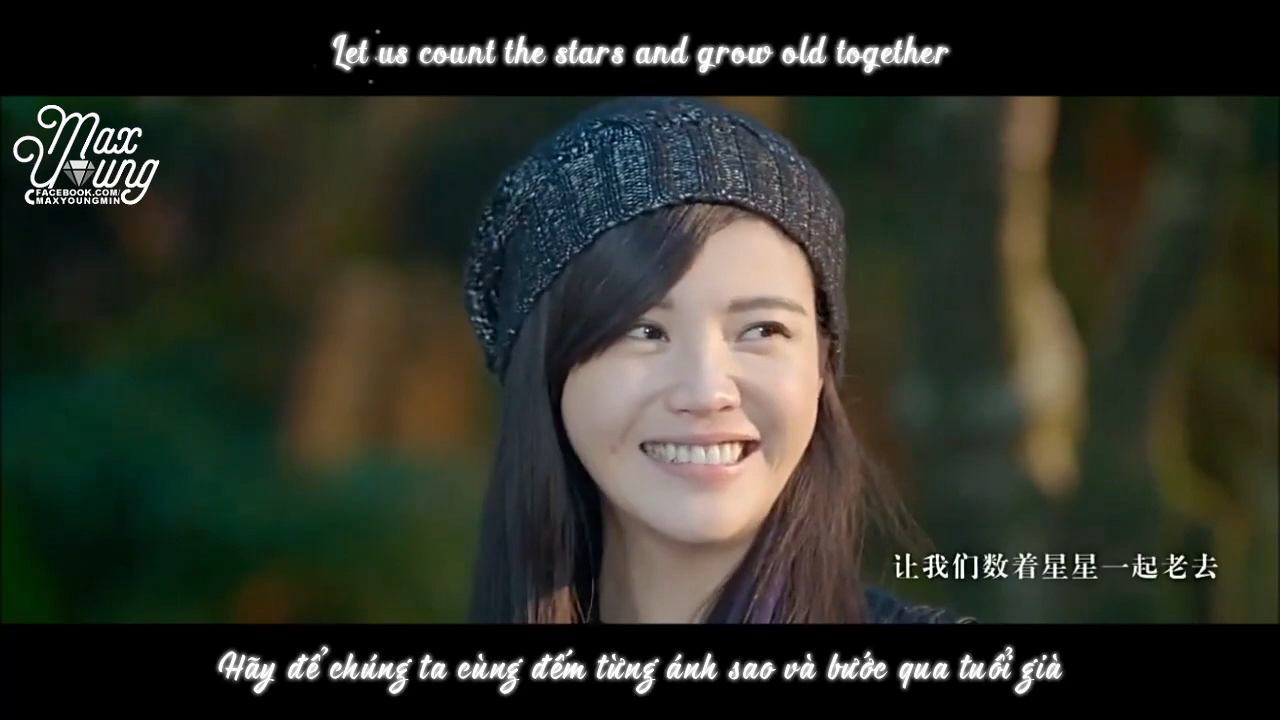 Let us count the stars and grow old together
Max
Young
FACEBOOK.COM/
MAXYOUNGMIN
让我们数着星星一起老去
Hãy để chúng ta cùng đếm từng ánh sao và bước qua tuổi già